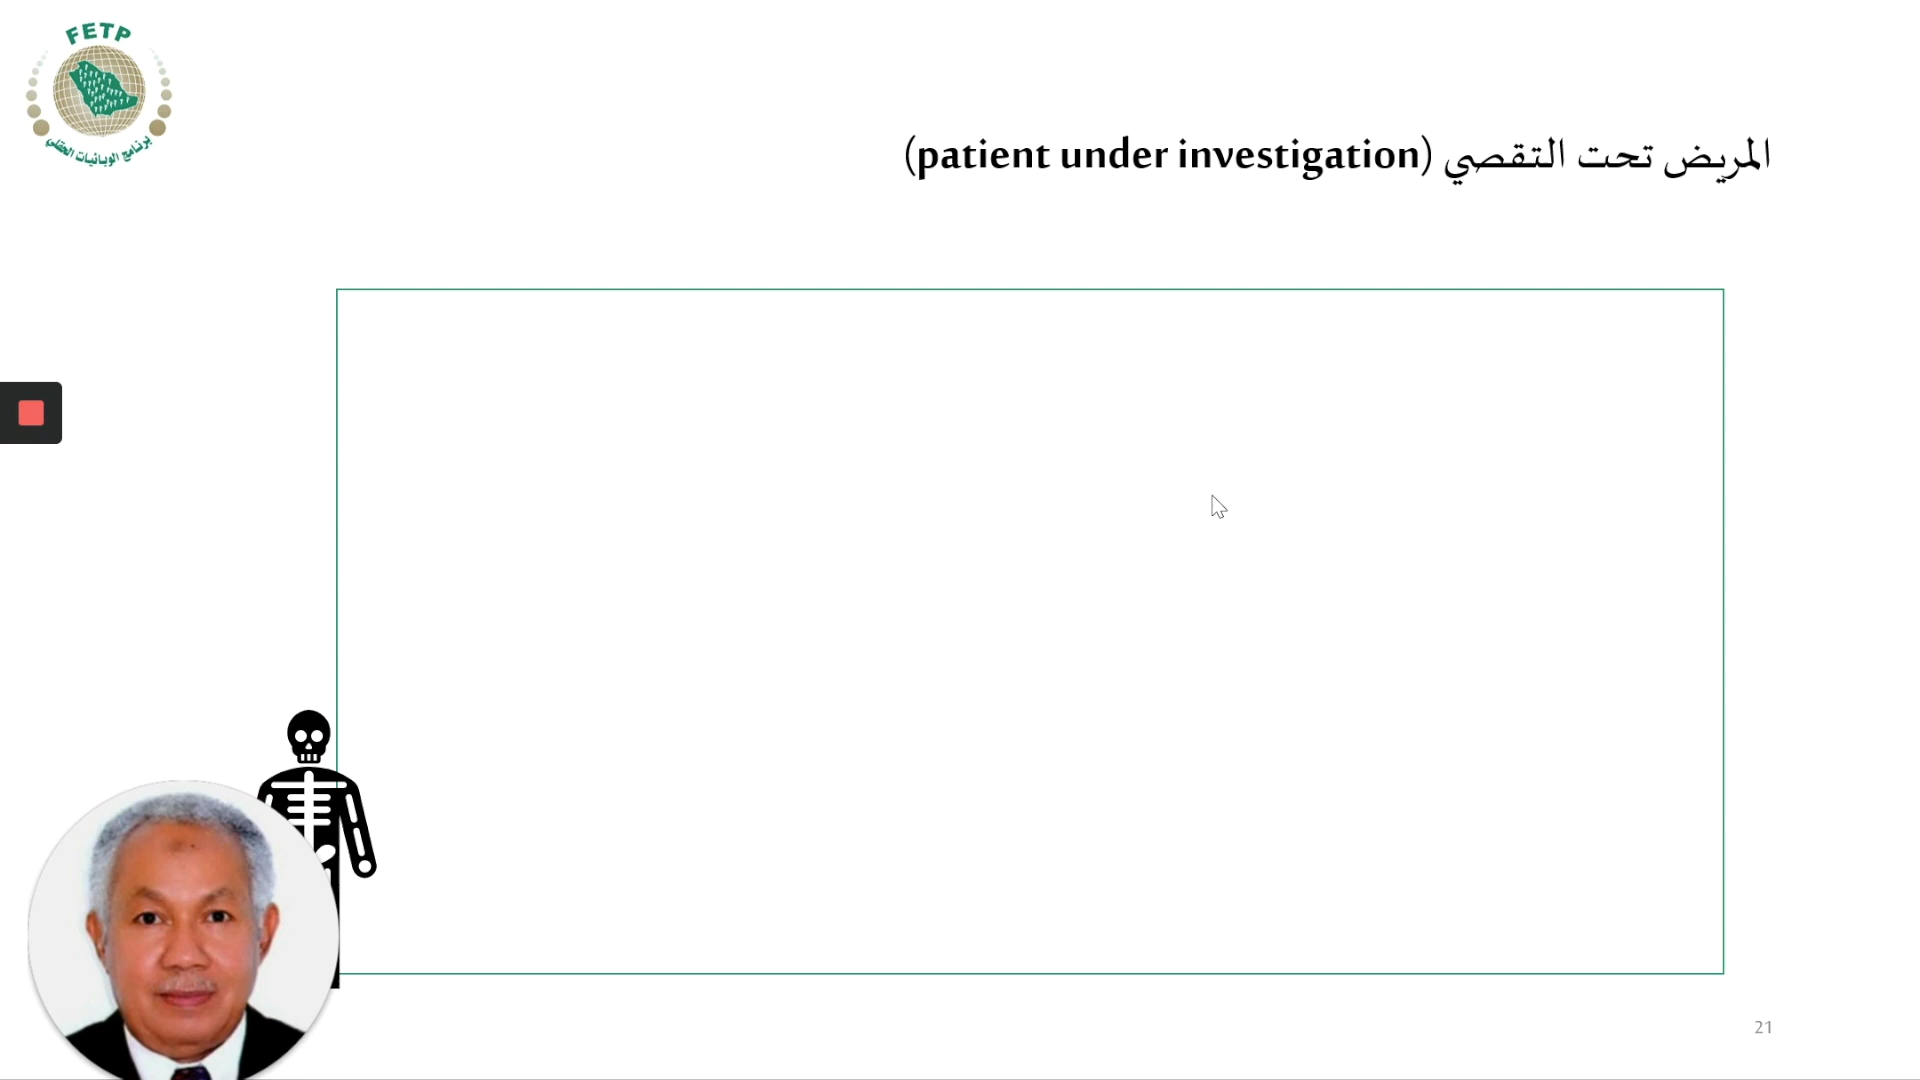 FETP
برنامج الوبائيات الحقلي
المريض تحت التقصي (patient under investigation)
21